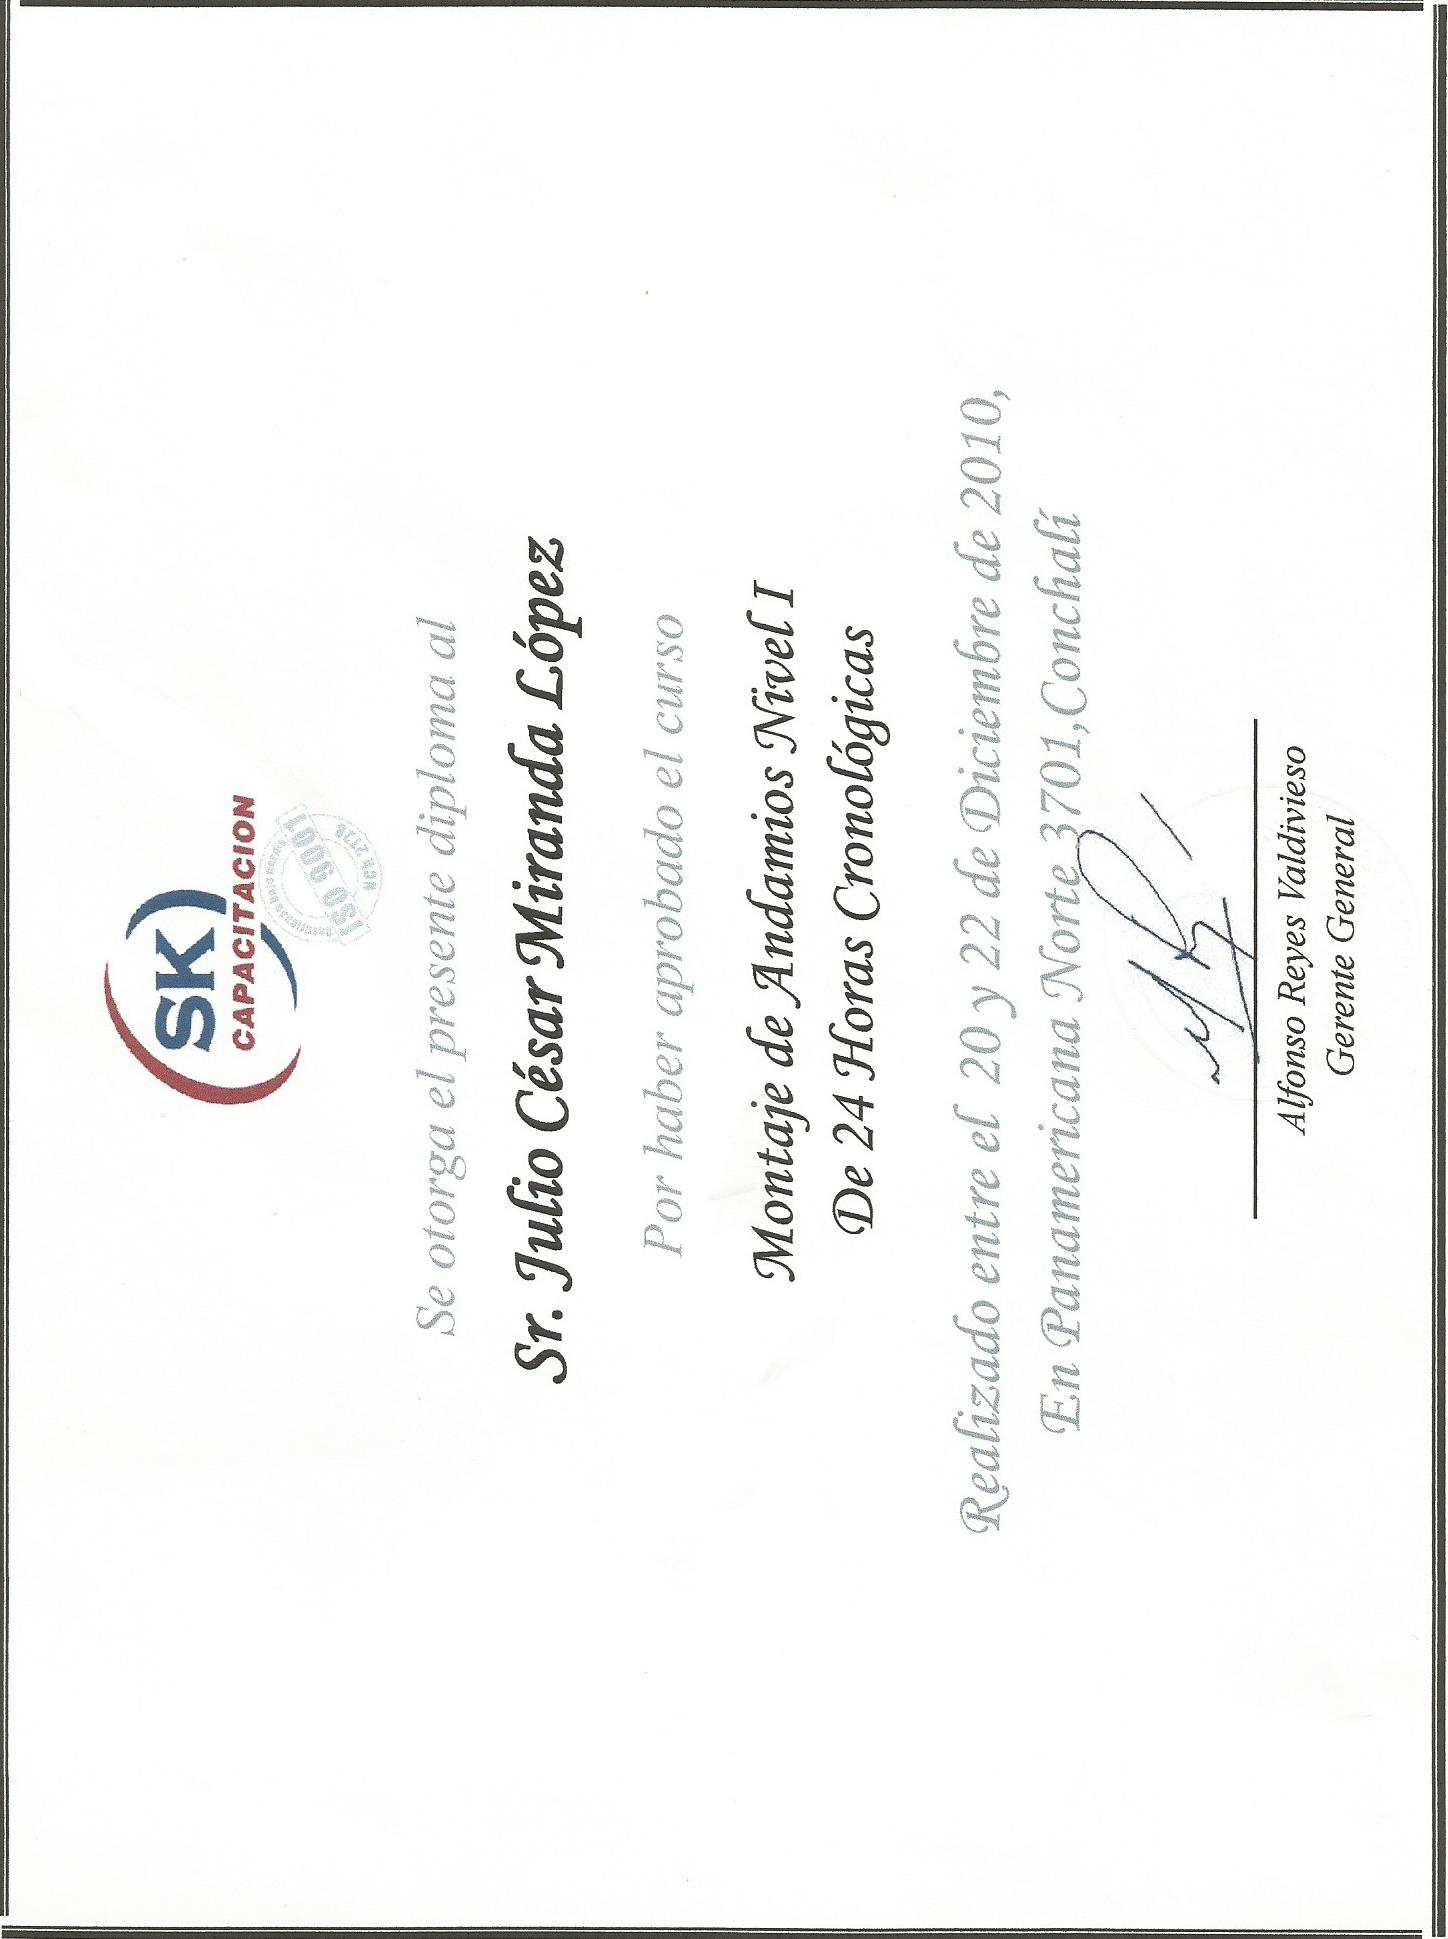 SK
CAPACITACION
ISO 9001
NCh 2728
Se otorga el presente diploma al
Sr. Julio César Miranda López
Por haber aprobado el curso
Montaje de Andamios Nivel I
De 24 Horas Cronológicas
Realizado entre el 20 y 22 de Diciembre de 2010,
En Panamericana Norte 3701,Conchalí
Alfonso Reyes Valdivieso
Gerente General